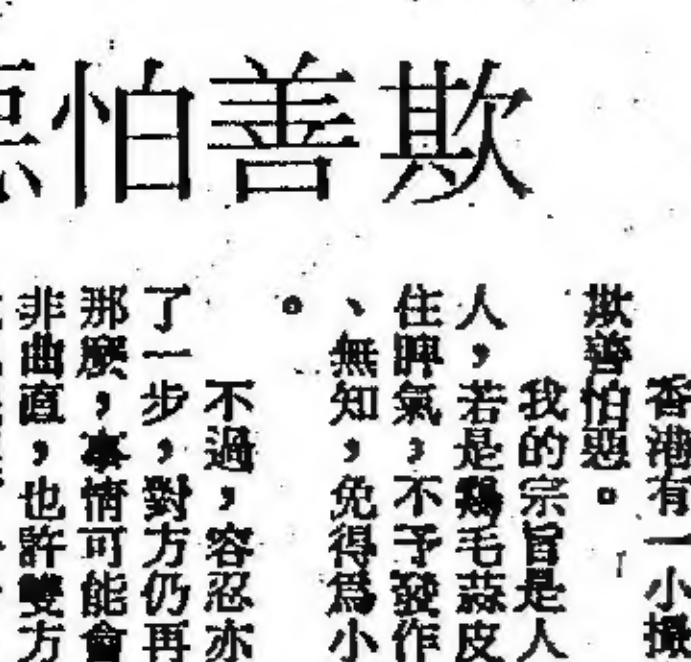 欺善怕惡
香港有一小撮
欺善怕惡。
我的宗旨是人
人，若是鷄毛蒜皮
住脾氣，不予發作
、無知，免得爲小
。
不過，容忍亦
了一步，對方仍再
那麽，事情可能會
非曲直，也許雙方